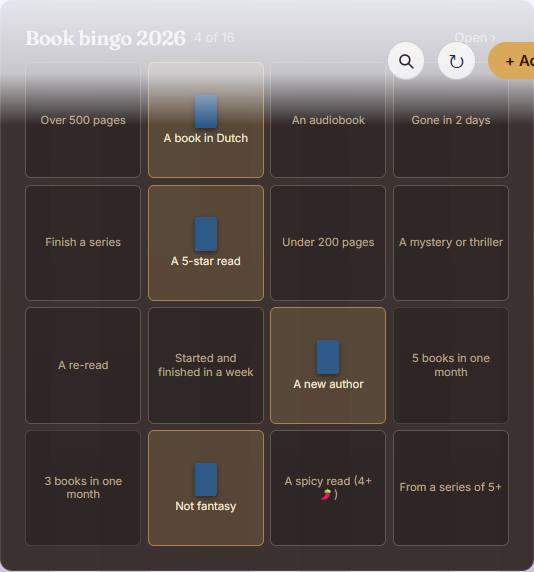 Book bingo 2026 4 of 16 Open ›
+ Ad
Over 500 pages
A book in Dutch
An audiobook
Gone in 2 days
Finish a series
A 5-star read
Under 200 pages
A mystery or thriller
A re-read
Started and
finished in a week
A new author
5 books in one
month
3 books in one
month
Not fantasy
A spicy read (4+
🌶️)
From a series of 5+